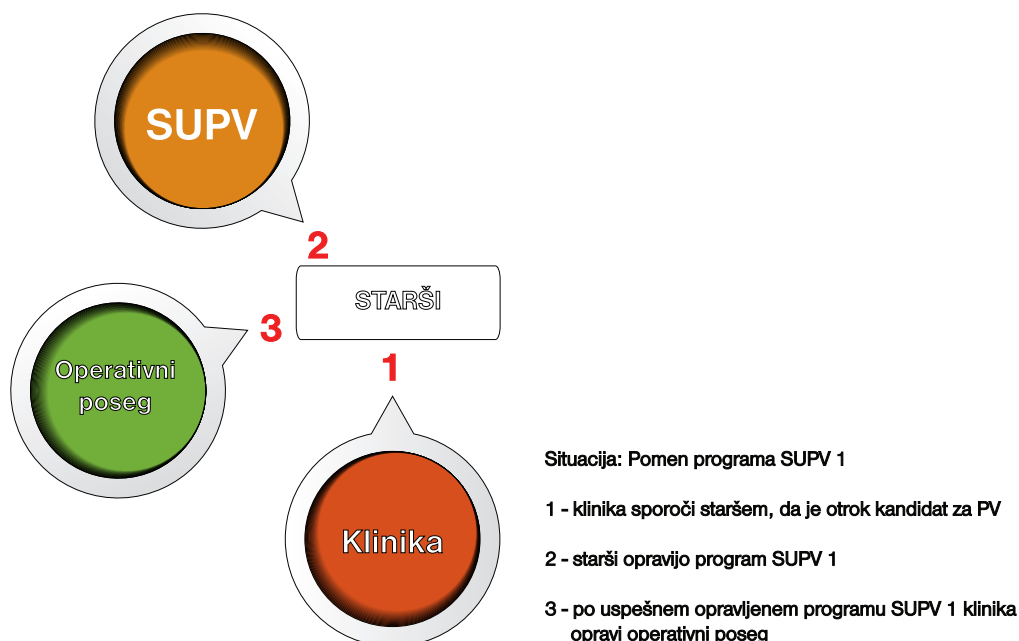 SUPV
2
STARŠI
3
Operativni
poseg
1
Klinika
Situacija: Pomen programa SUPV 1
1 - klinika sporoči staršem, da je otrok kandidat za PV
2 - starši opravijo program SUPV 1
3 - po uspešnem opravljenem programu SUPV 1 klinika
opravi operativni poseg